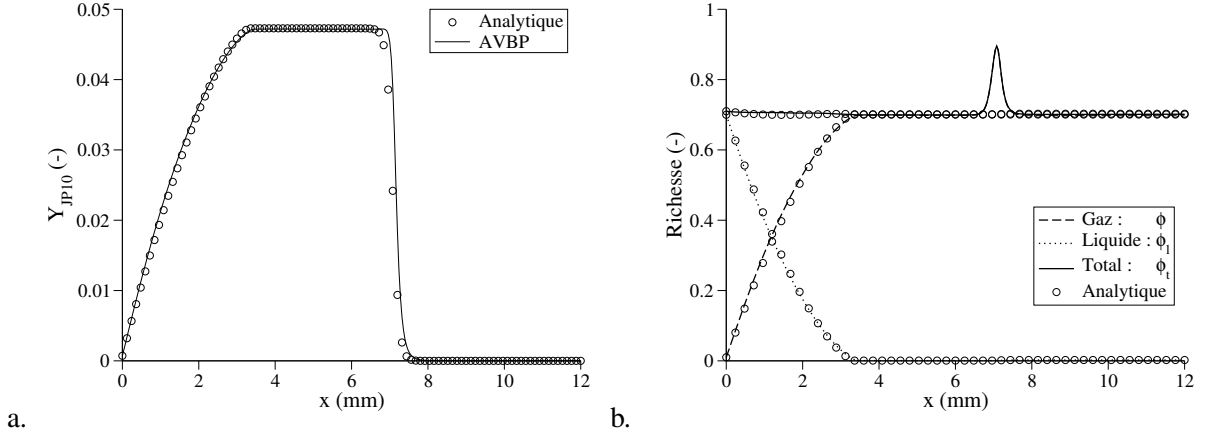 0.05
0.04
0.03
0.02
0.01
0
Y_JP10 (-)
0 2 4 6 8 10 12
x (mm)
Analytique
AVBP
a.
1
0.8
0.6
0.4
0.2
0
Richesse (-)
0 2 4 6 8 10 12
x (mm)
Gaz : ϕ
Liquide : ϕ_l
Total : ϕ_t
Analytique
b.